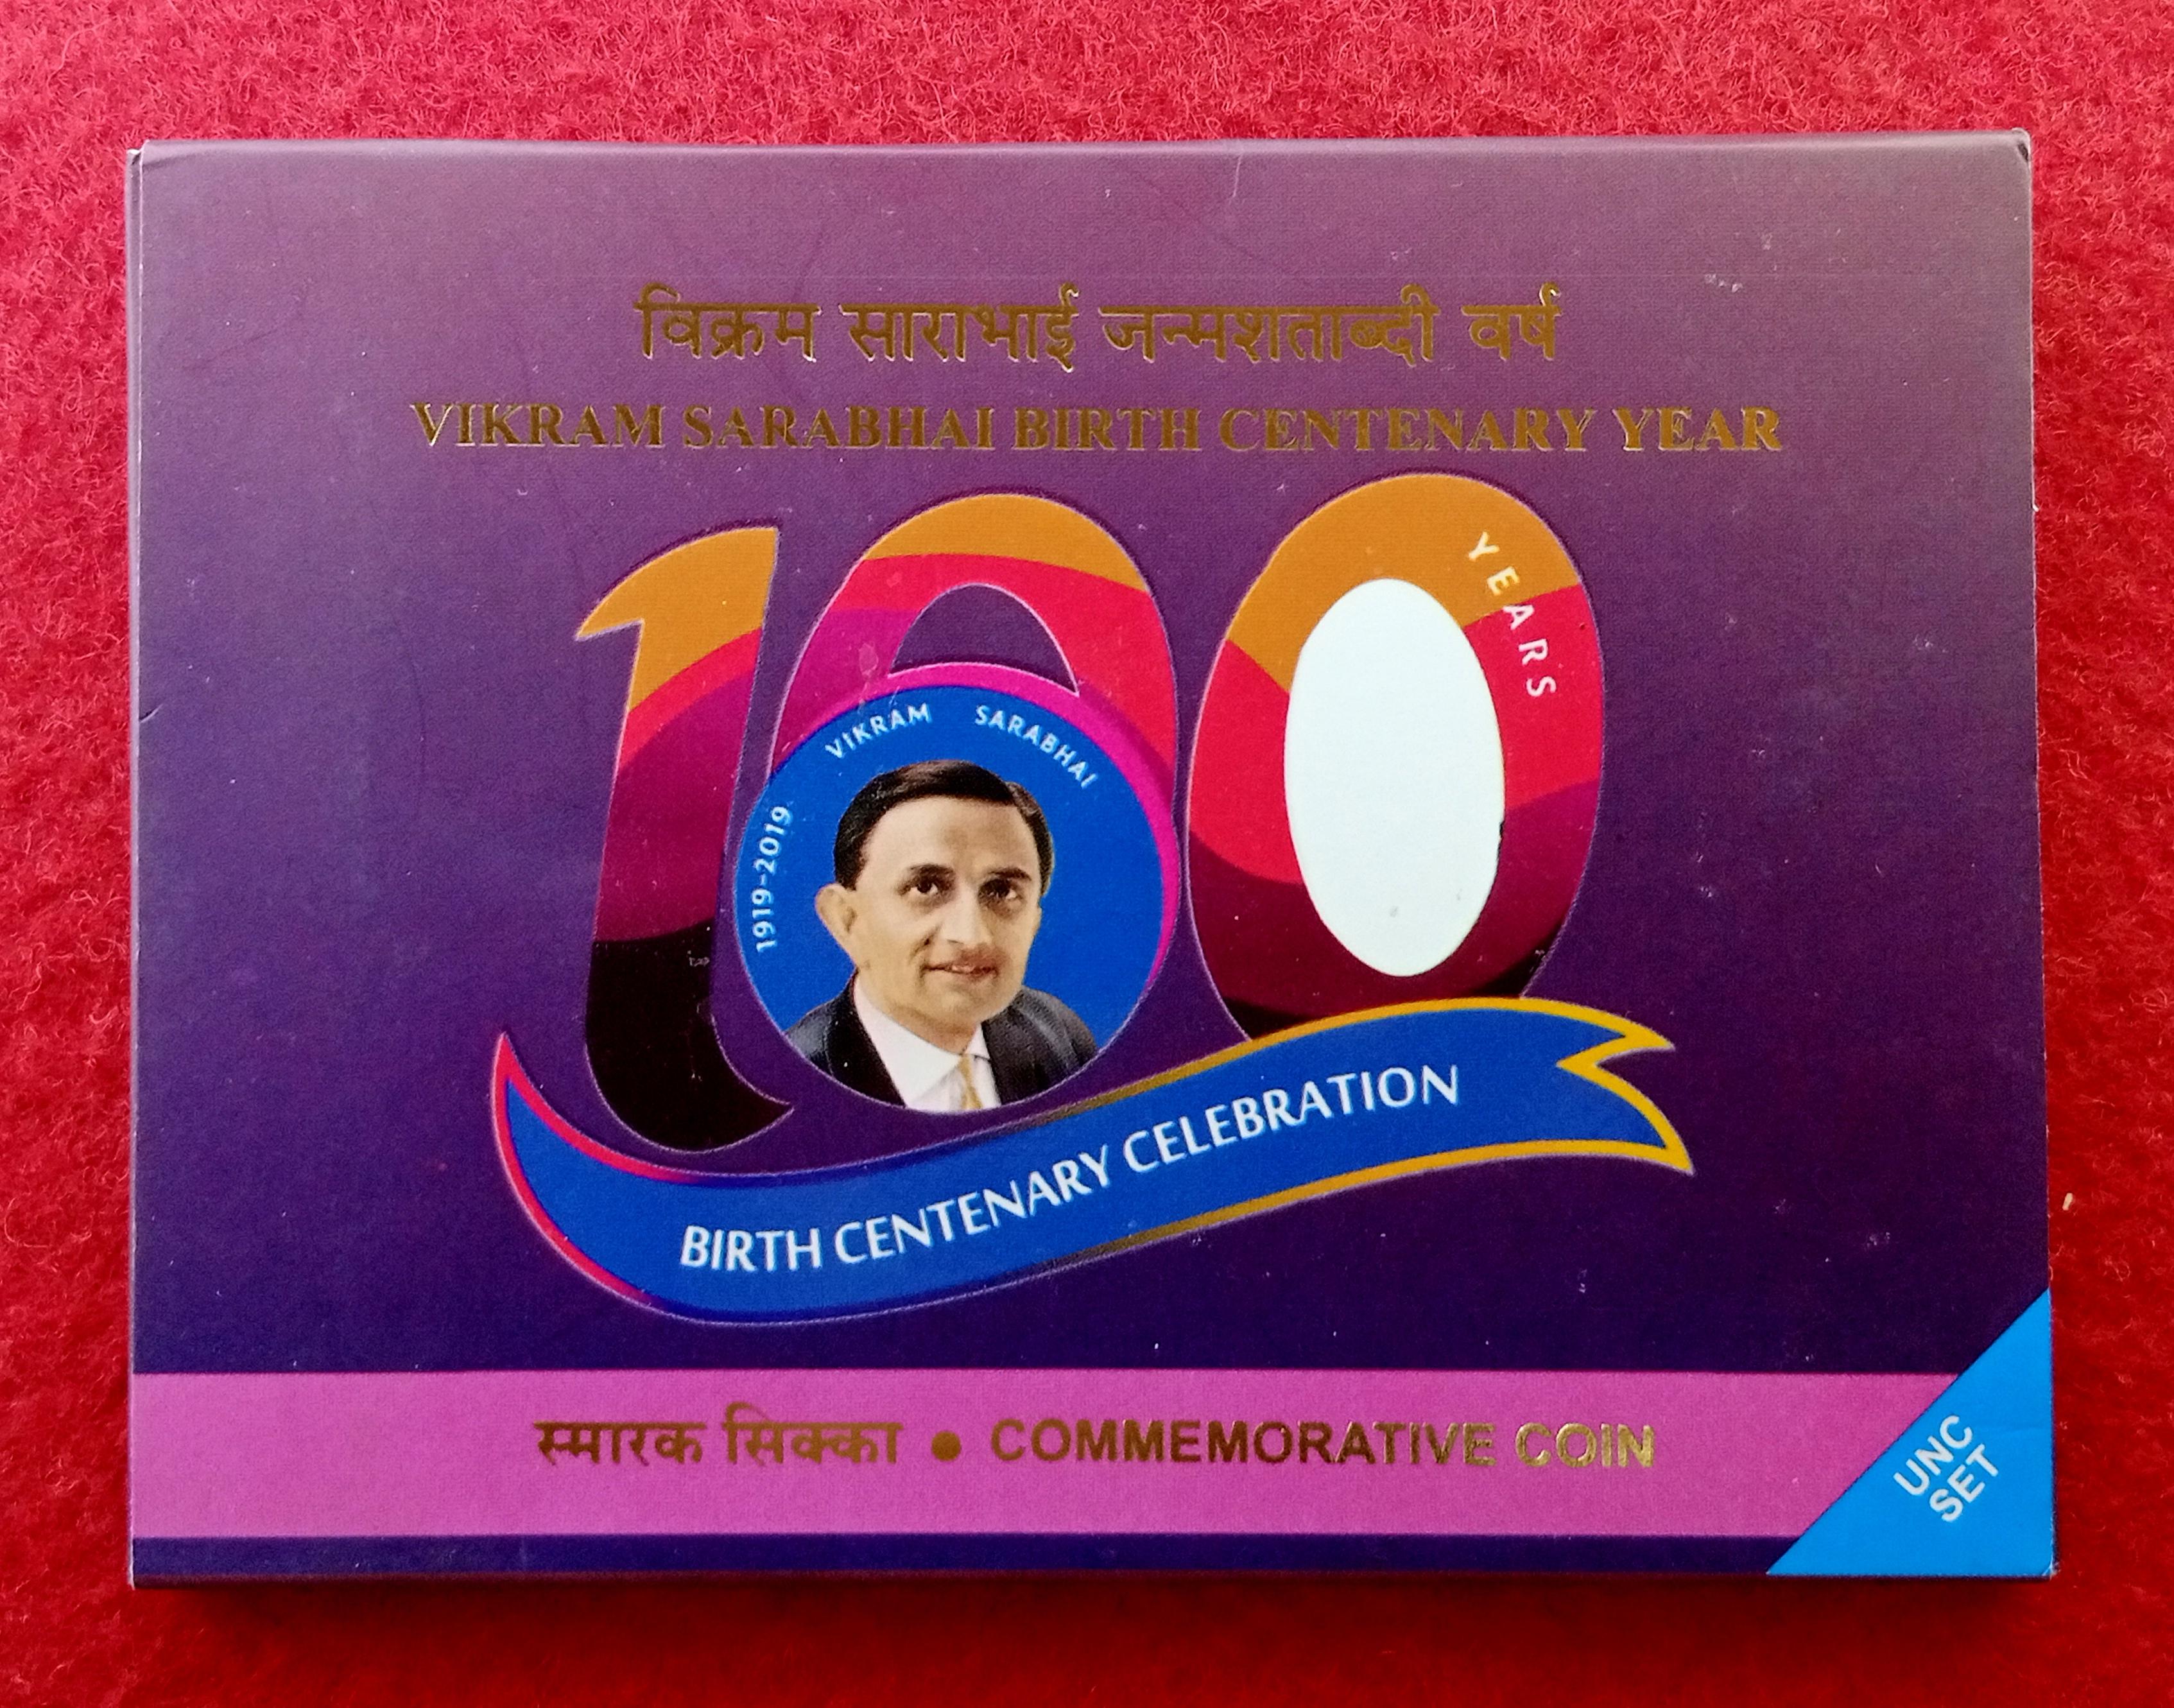 विक्रम साराभाई जन्मशताब्दी वर्ष
VIKRAM SARABHAI BIRTH CENTENARY YEAR
100
YEARS
VIKRAM SARABHAI
1919-2019
BIRTH CENTENARY CELEBRATION
स्मारक सिक्का ● COMMEMORATIVE COIN
UNC
SET